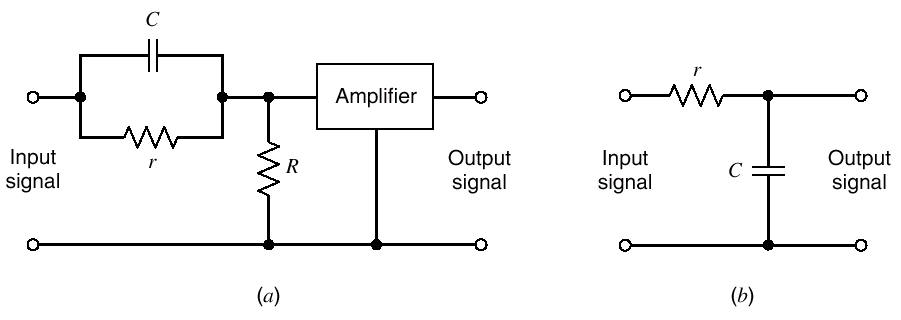 C
Amplifier
r
R
Input
signal
Output
signal
(a)
r
C
Input
signal
Output
signal
(b)